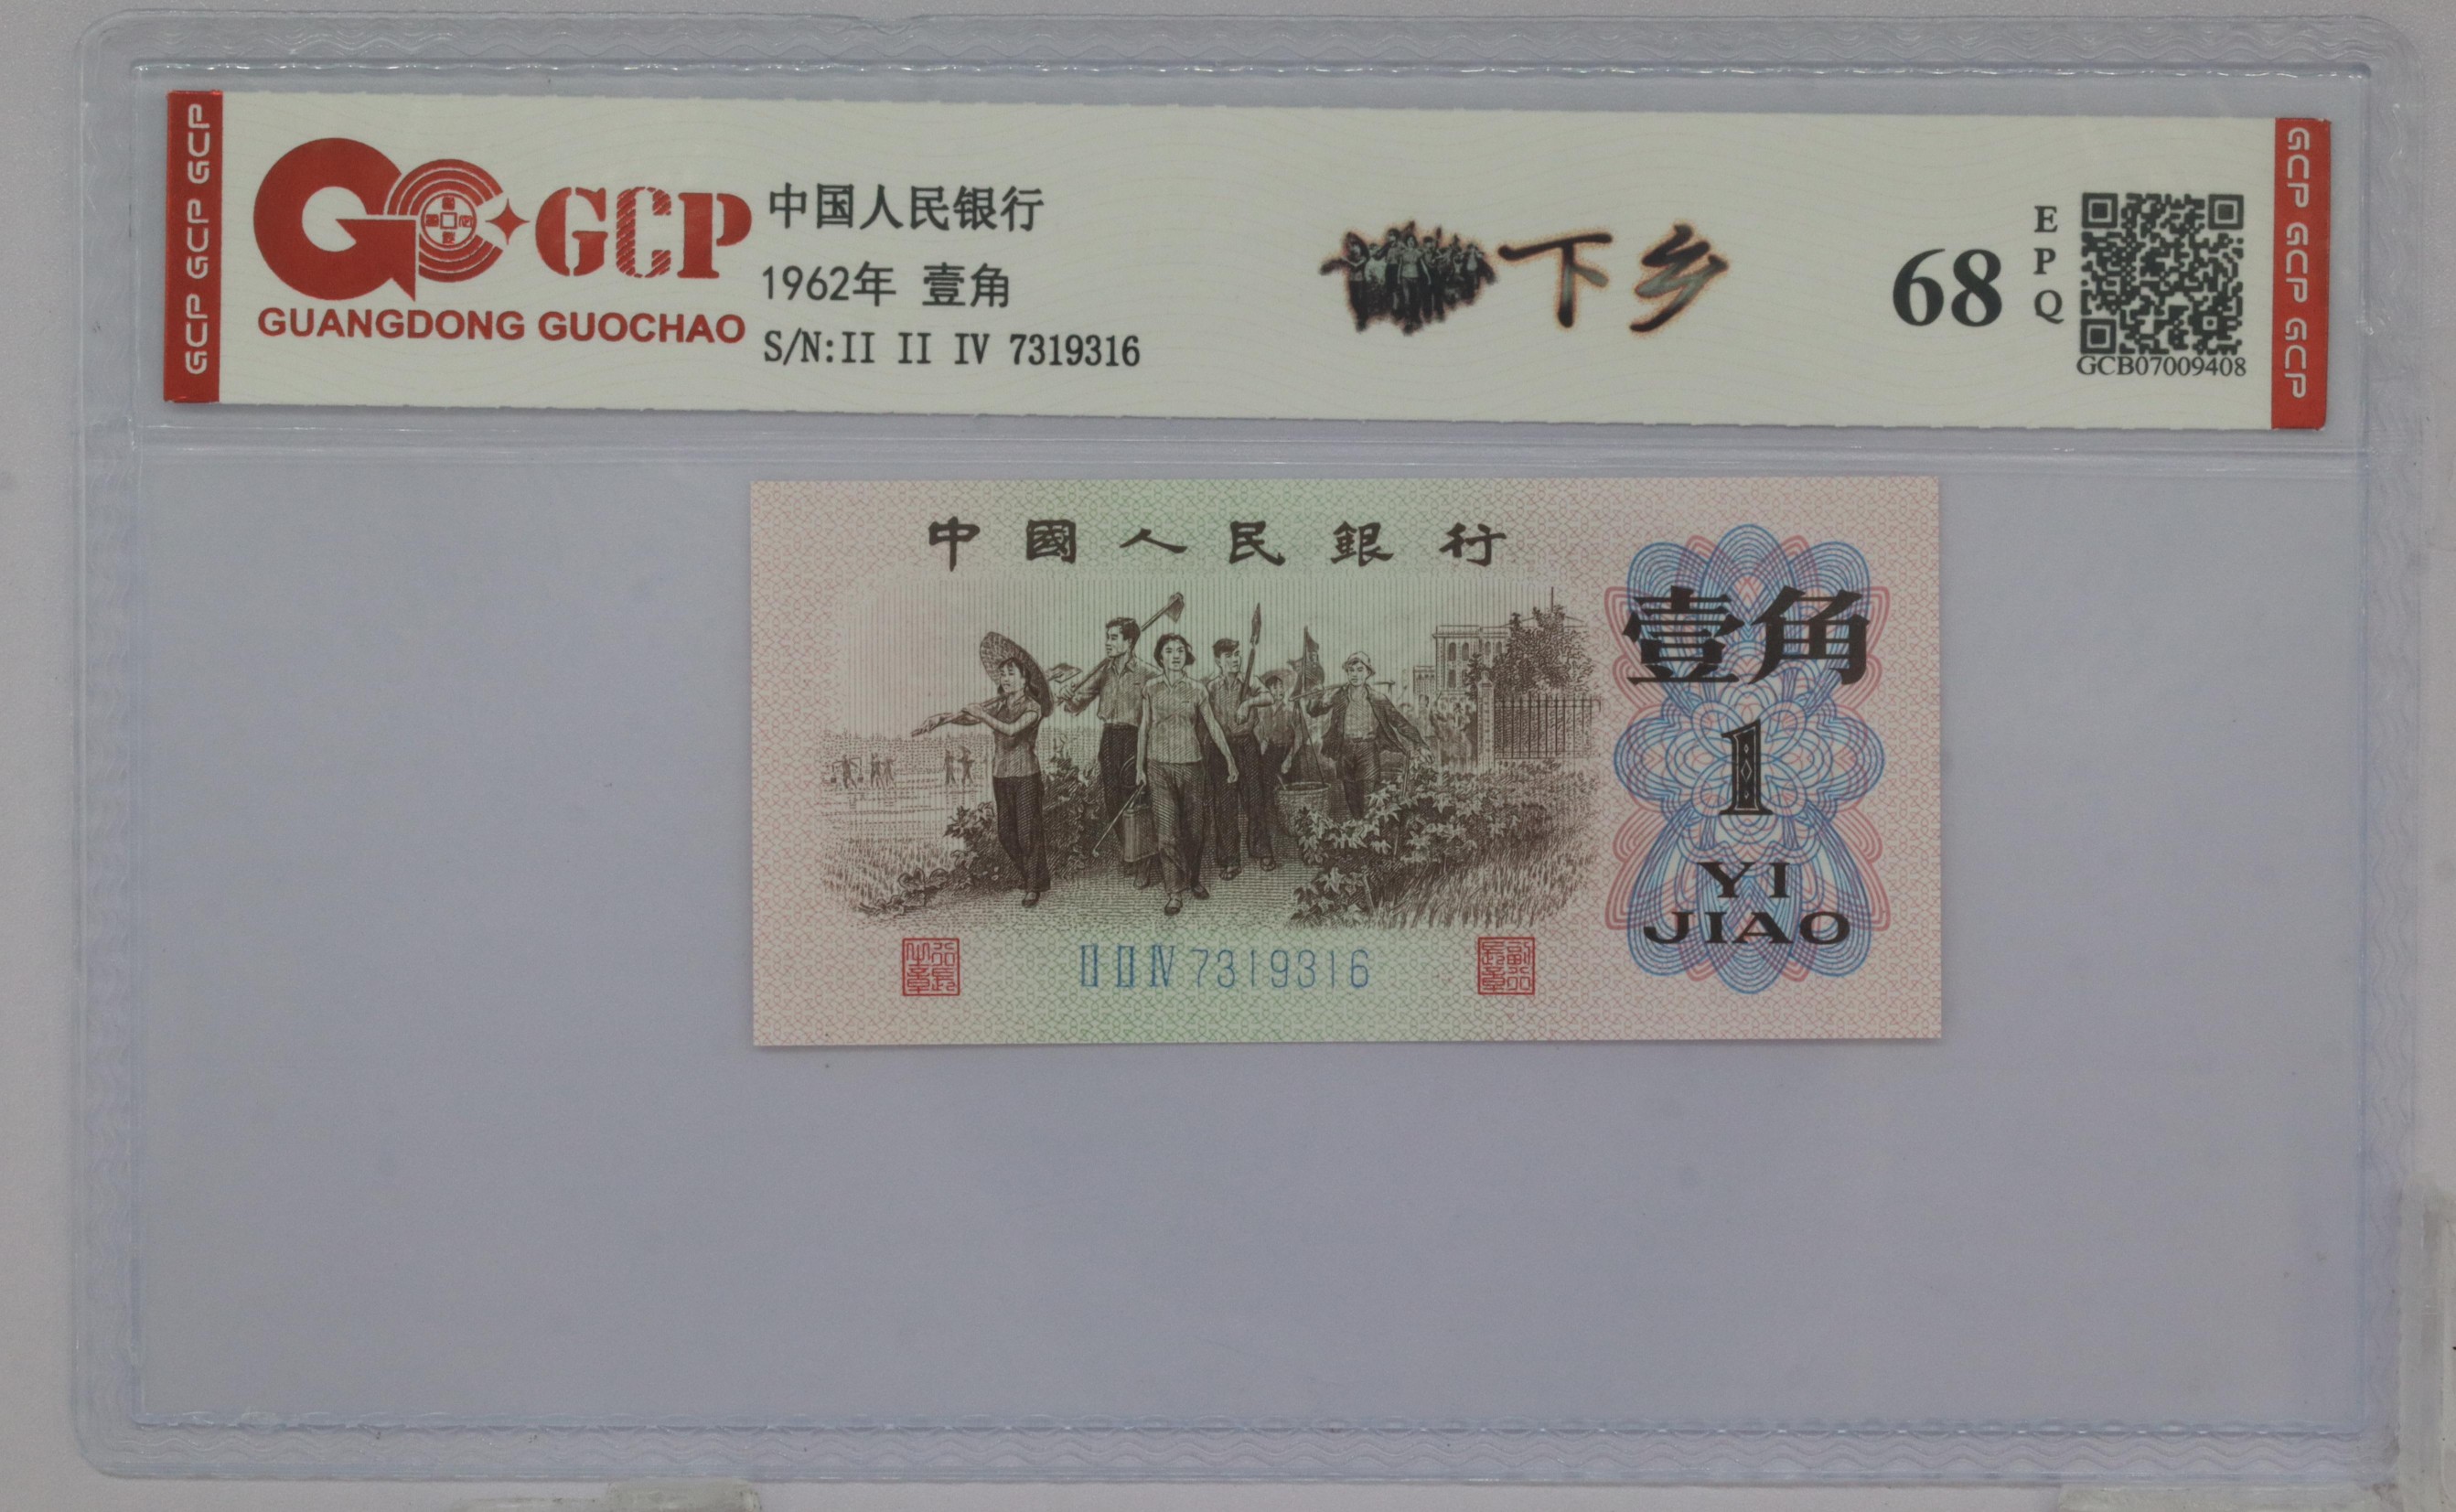 GCP GCP GCP
GCP
GUANGDONG GUOCHAO
中国人民银行
1962年 壹角
S/N:II II IV 7319316
下乡
68
EPQ
GCB07009408
GCP GCP GCP
中國人民銀行
壹角
1
YI
JIAO
II II IV 7319316